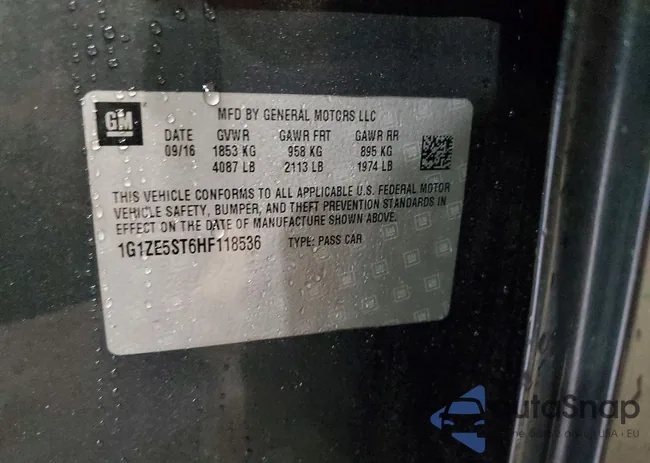 GM
MFD BY GENERAL MOTORS LLC
DATE GVWR GAWR FRT GAWR RR
09/16 1853 KG 958 KG 895 KG
4087 LB 2113 LB 1974 LB
THIS VEHICLE CONFORMS TO ALL APPLICABLE U.S. FEDERAL MOTOR
VEHICLE SAFETY, BUMPER, AND THEFT PREVENTION STANDARDS IN
EFFECT ON THE DATE OF MANUFACTURE SHOWN ABOVE.
1G1ZE5ST6HF118536 TYPE: PASS CAR
AutoSnap
USA - EU